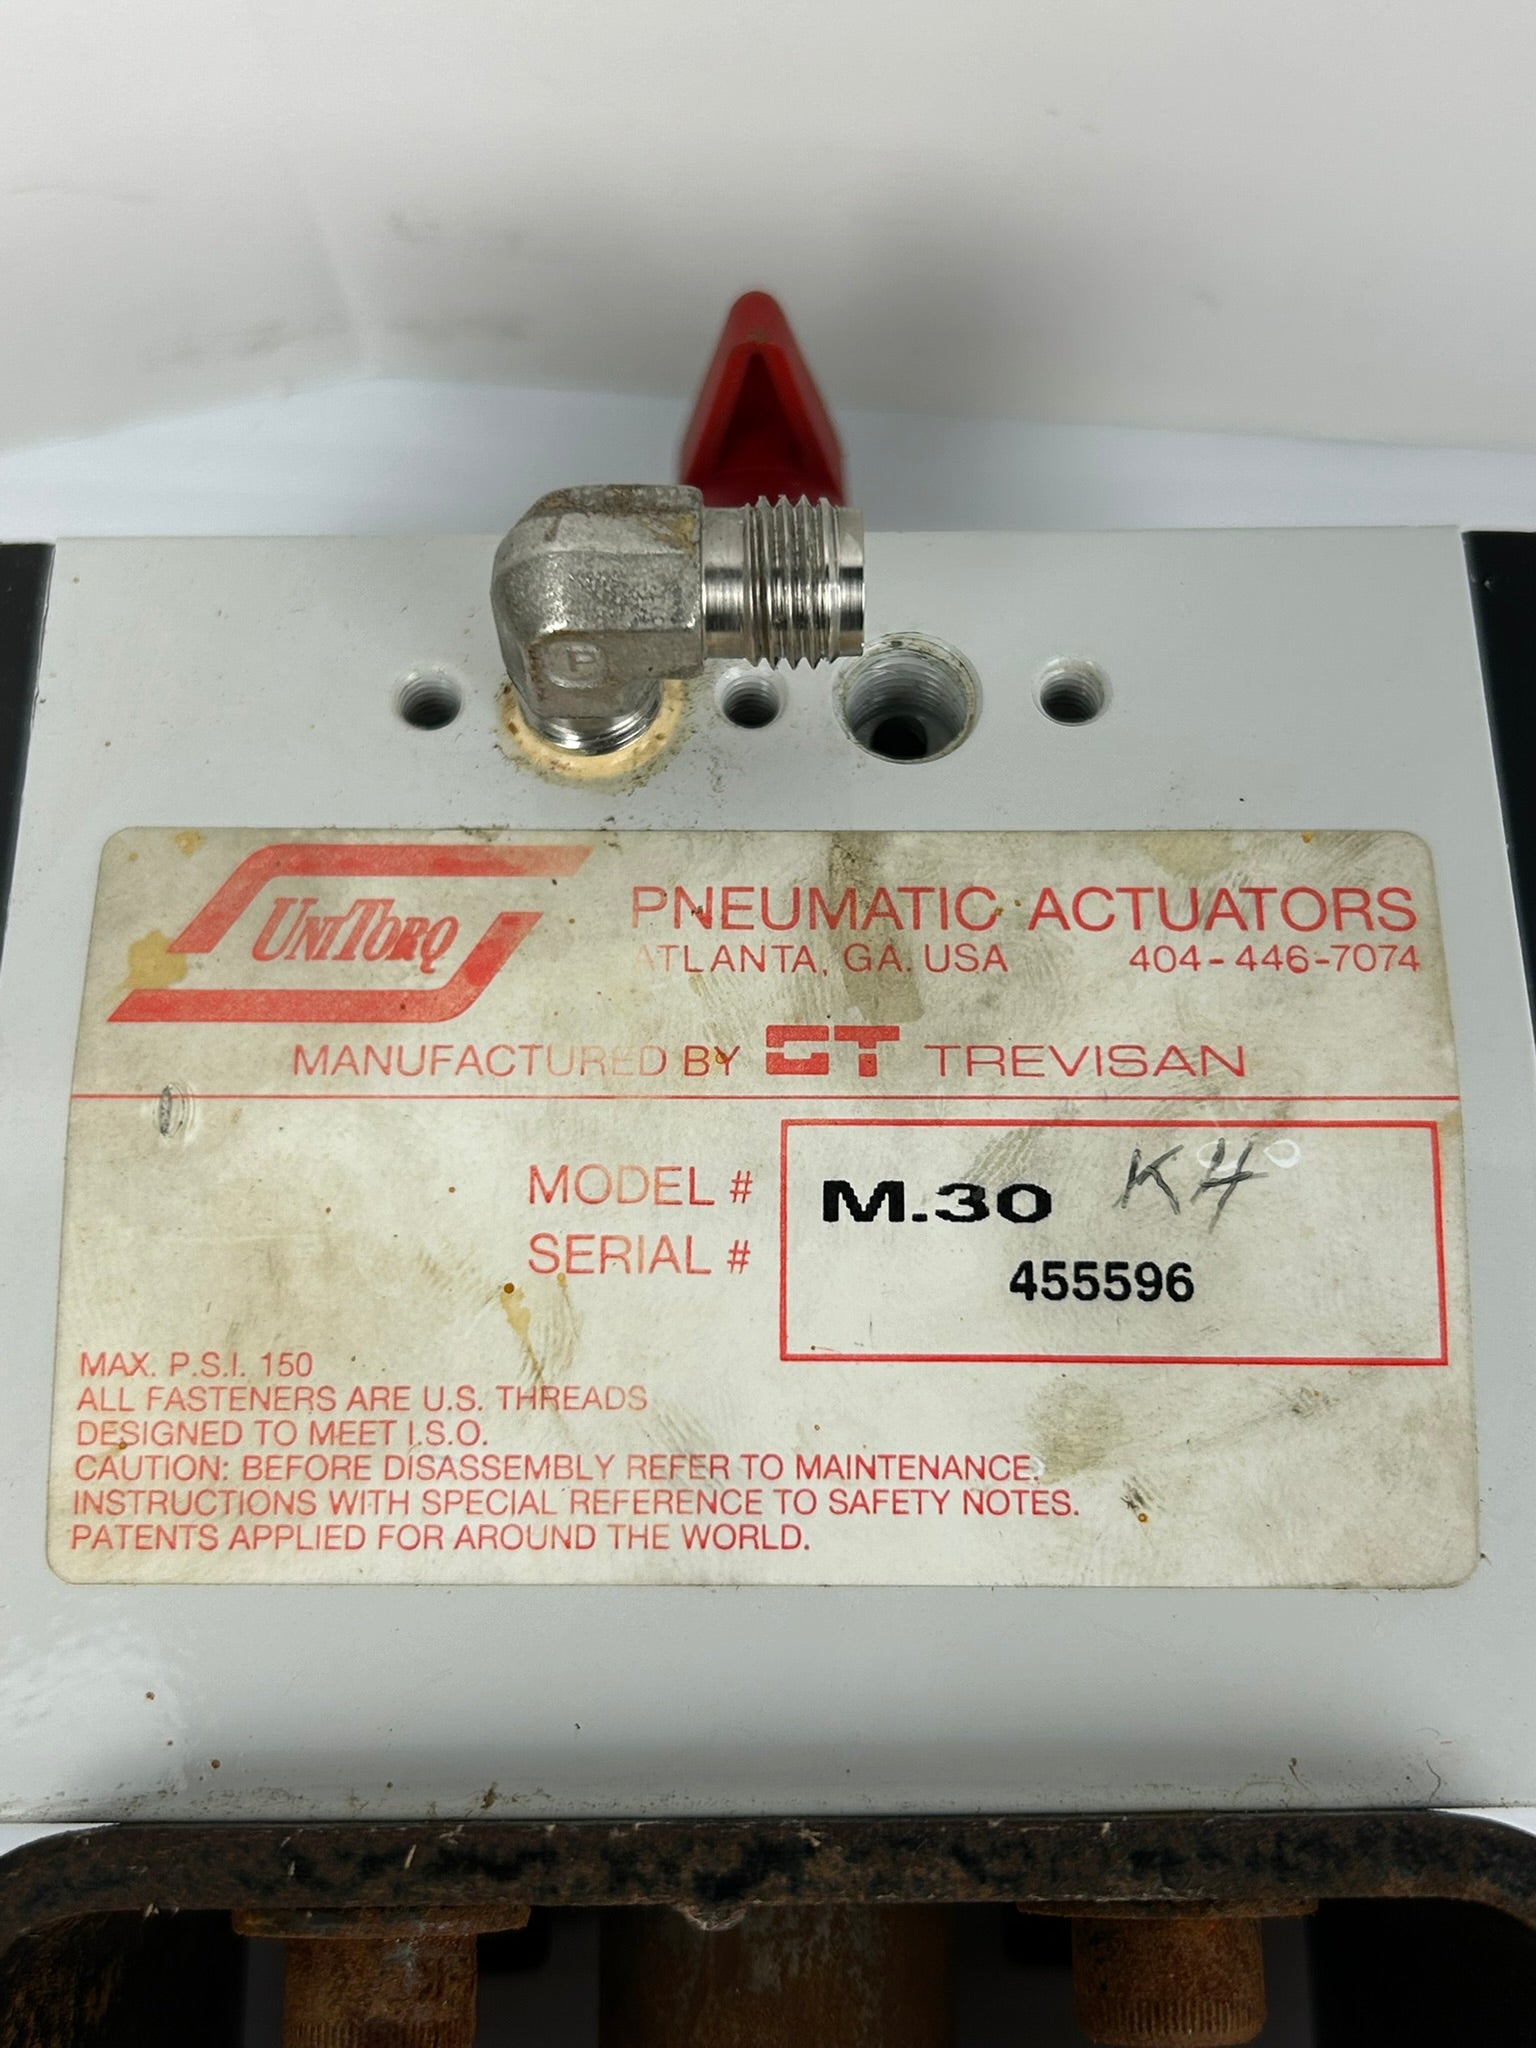 P
UNITORQ
PNEUMATIC ACTUATORS
ATLANTA, GA. USA 404-446-7074
MANUFACTURED BY GT TREVISAN
MODEL # M.30 K4
SERIAL # 455596
MAX. P.S.I. 150
ALL FASTENERS ARE U.S. THREADS
DESIGNED TO MEET I.S.O.
CAUTION: BEFORE DISASSEMBLY REFER TO MAINTENANCE.
INSTRUCTIONS WITH SPECIAL REFERENCE TO SAFETY NOTES.
PATENTS APPLIED FOR AROUND THE WORLD.